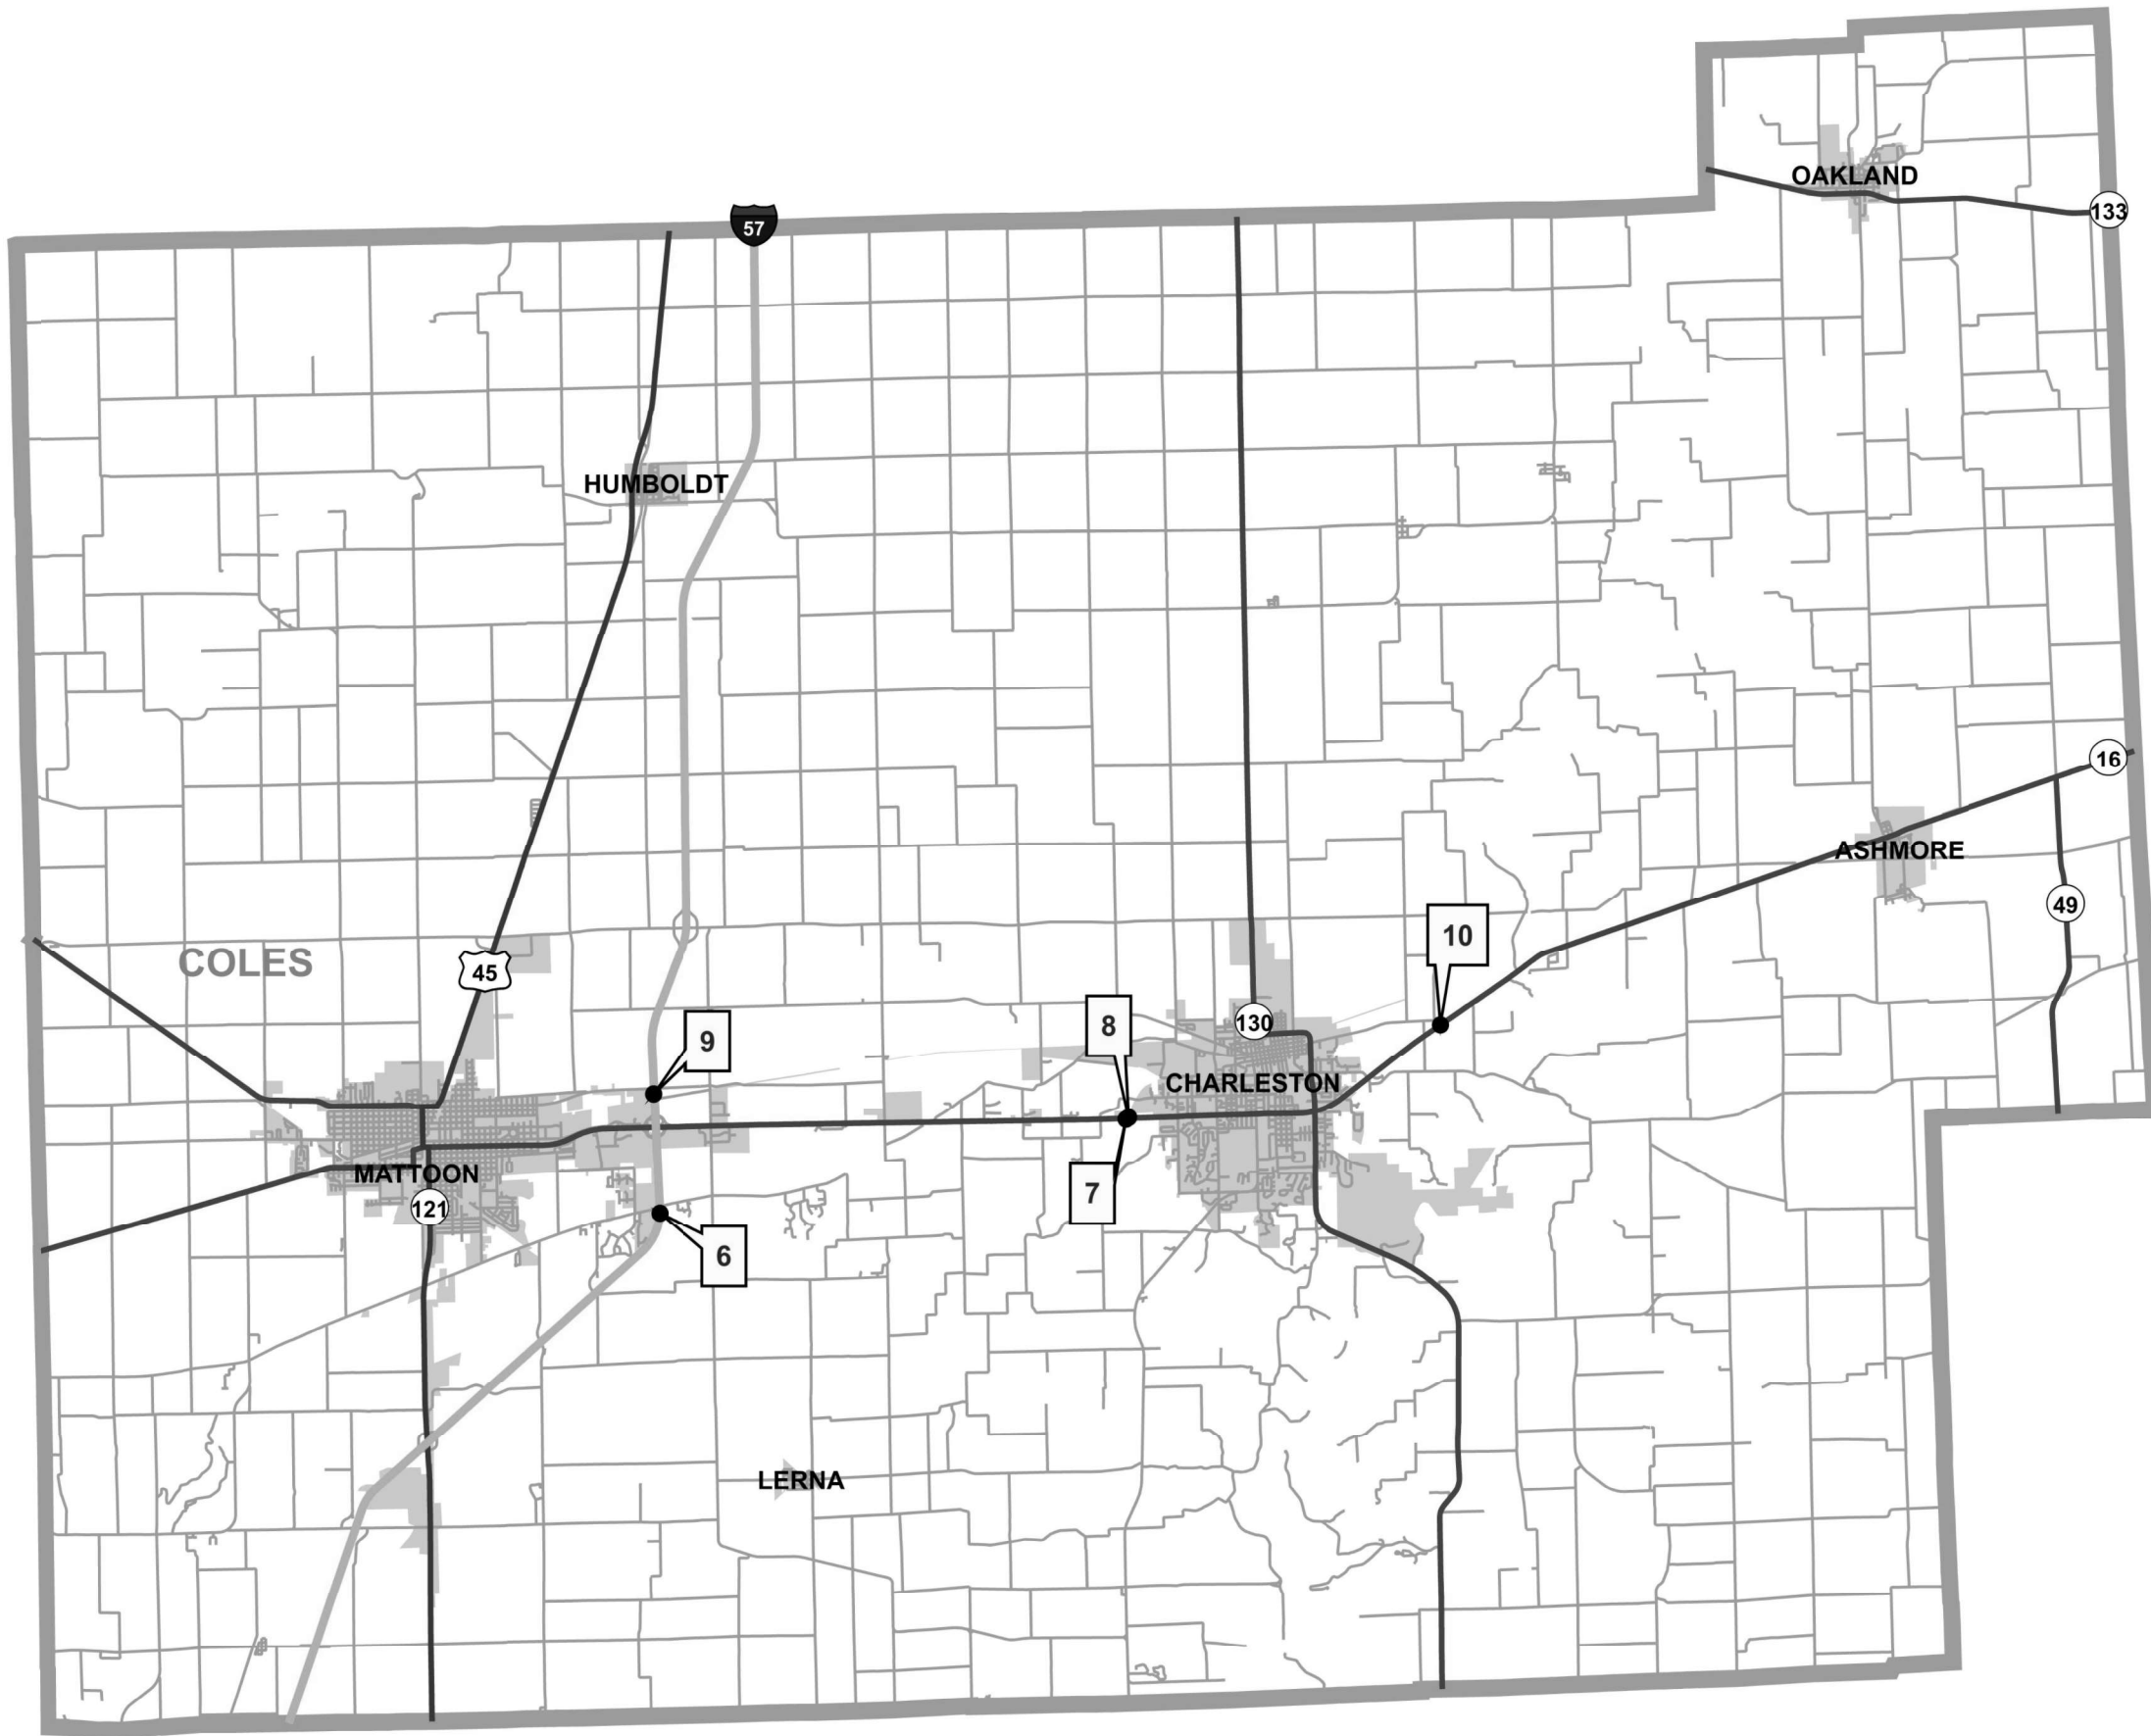 OAKLAND
133
57
HUMBOLDT
16
ASHMORE
49
10
COLES
45
9
8
130
CHARLESTON
MATTOON
121
7
6
LERNA